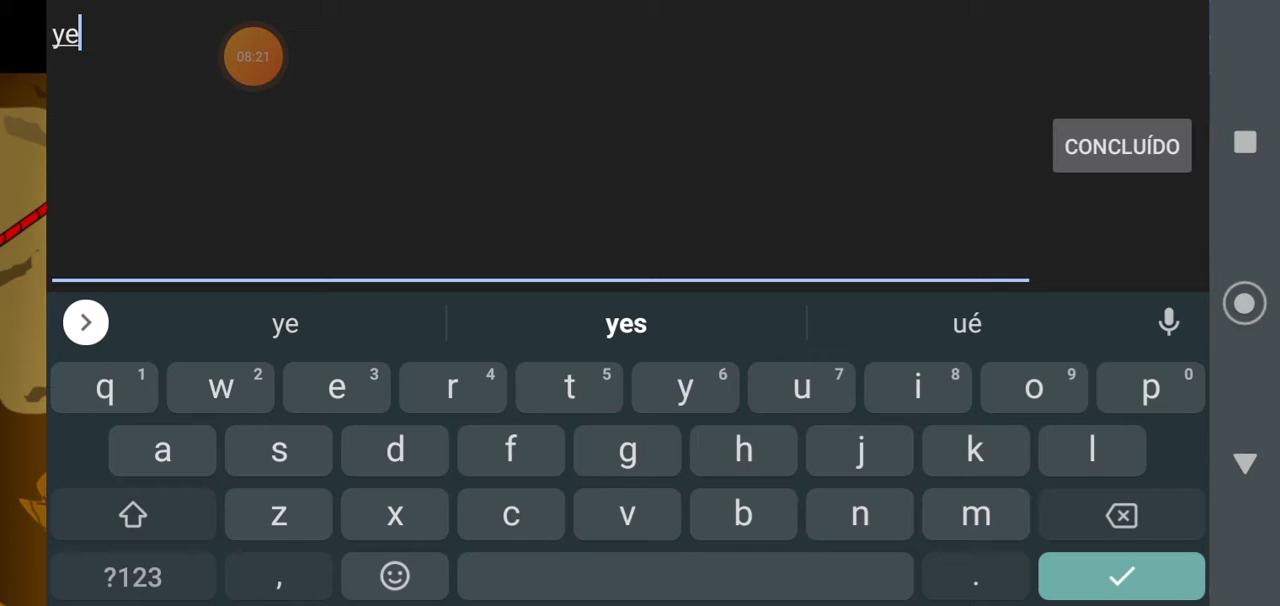 ye
08:21
CONCLUÍDO
ye yes ué
q 1 w 2 e 3 r 4 t 5 y 6 u 7 i 8 o 9 p 0
a s d f g h j k l
z x c v b n m
?123 , .